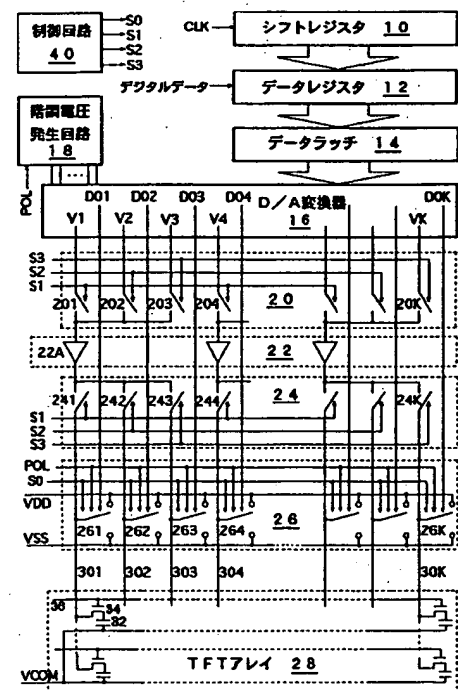 制御回路
40
S0
S1
S2
S3
CLK
シフトレジスタ 10
デジタルデータ
データレジスタ 12
データラッチ 14
階調電圧
発生回路
18
POL
D01 D02 D03 D04 D0K
D/A変換器
16
V1 V2 V3 V4 VK
S3
S2
S1
201 202 203 204 20 20K
22A 22
241 242 243 244 24 24K
S1
S2
S3
POL
S0
VDD
261 262 263 264 26 26K
VSS
301 302 303 304 30K
36
34
32
VCOM
TFTアレイ 28